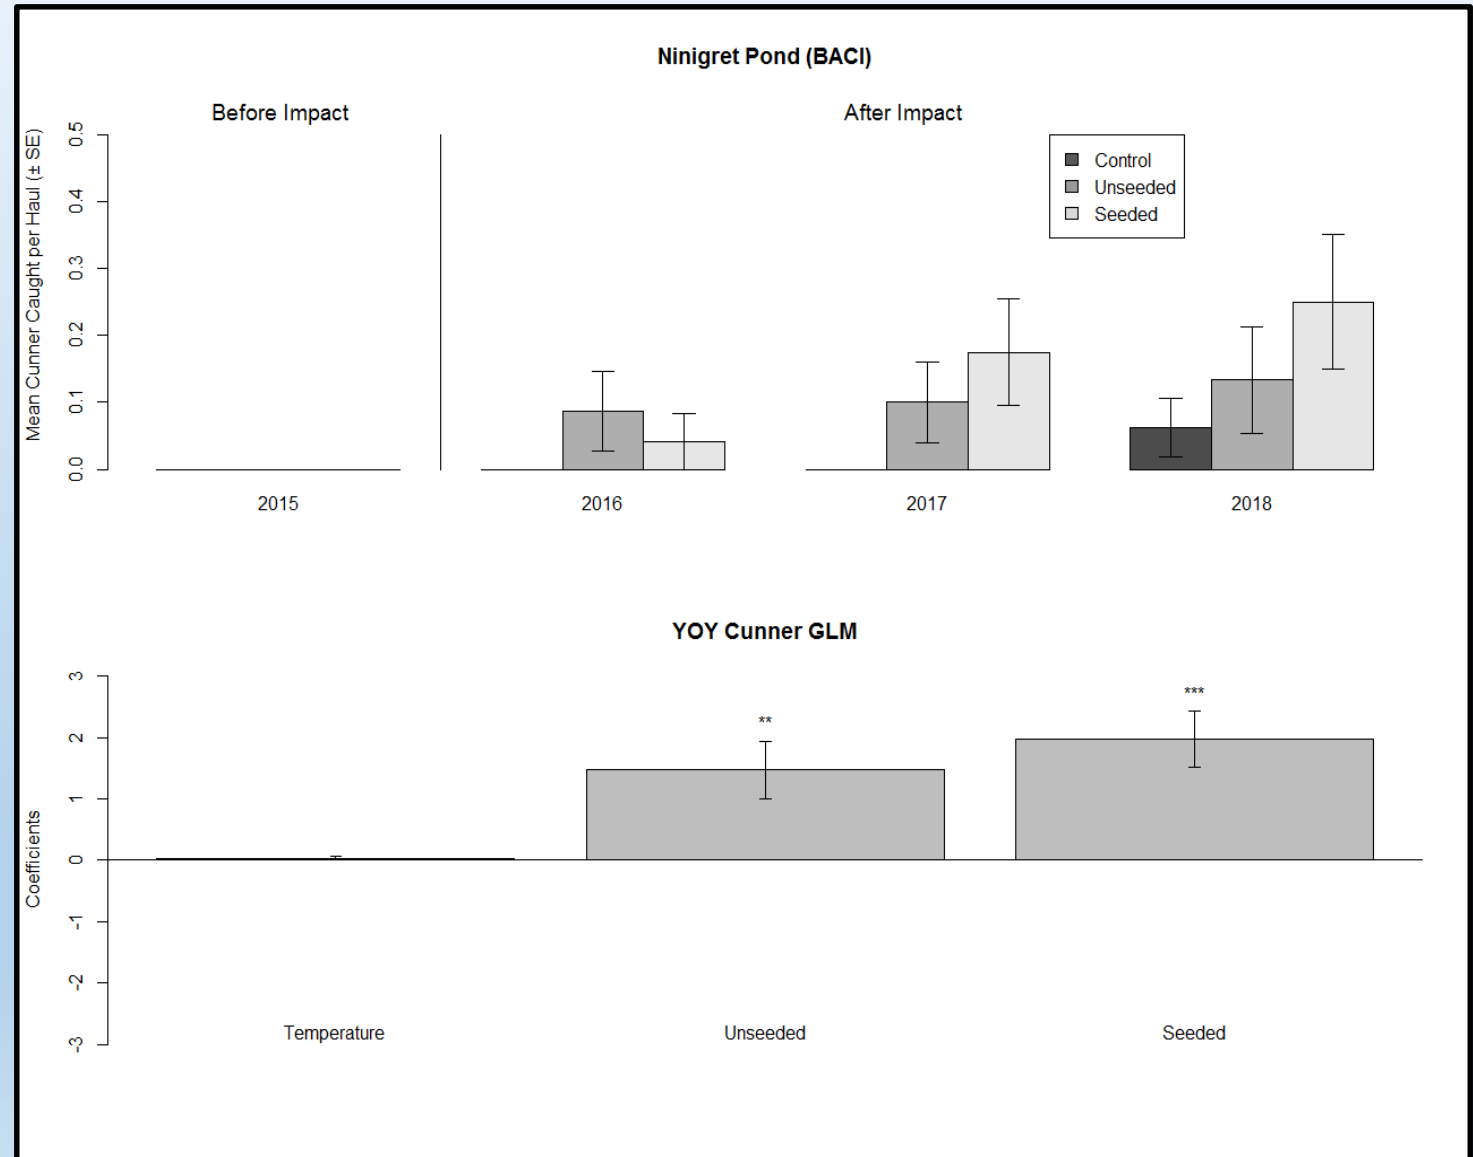 Ninigret Pond (BACI)
Before Impact
After Impact
Mean Cunner Caught per Haul (± SE)
0.5
0.4
0.3
0.2
0.1
0.0
Control
Unseeded
Seeded
2015
2016
2017
2018
YOY Cunner GLM
Coefficients
3
2
1
0
-1
-2
-3
**
***
Temperature
Unseeded
Seeded